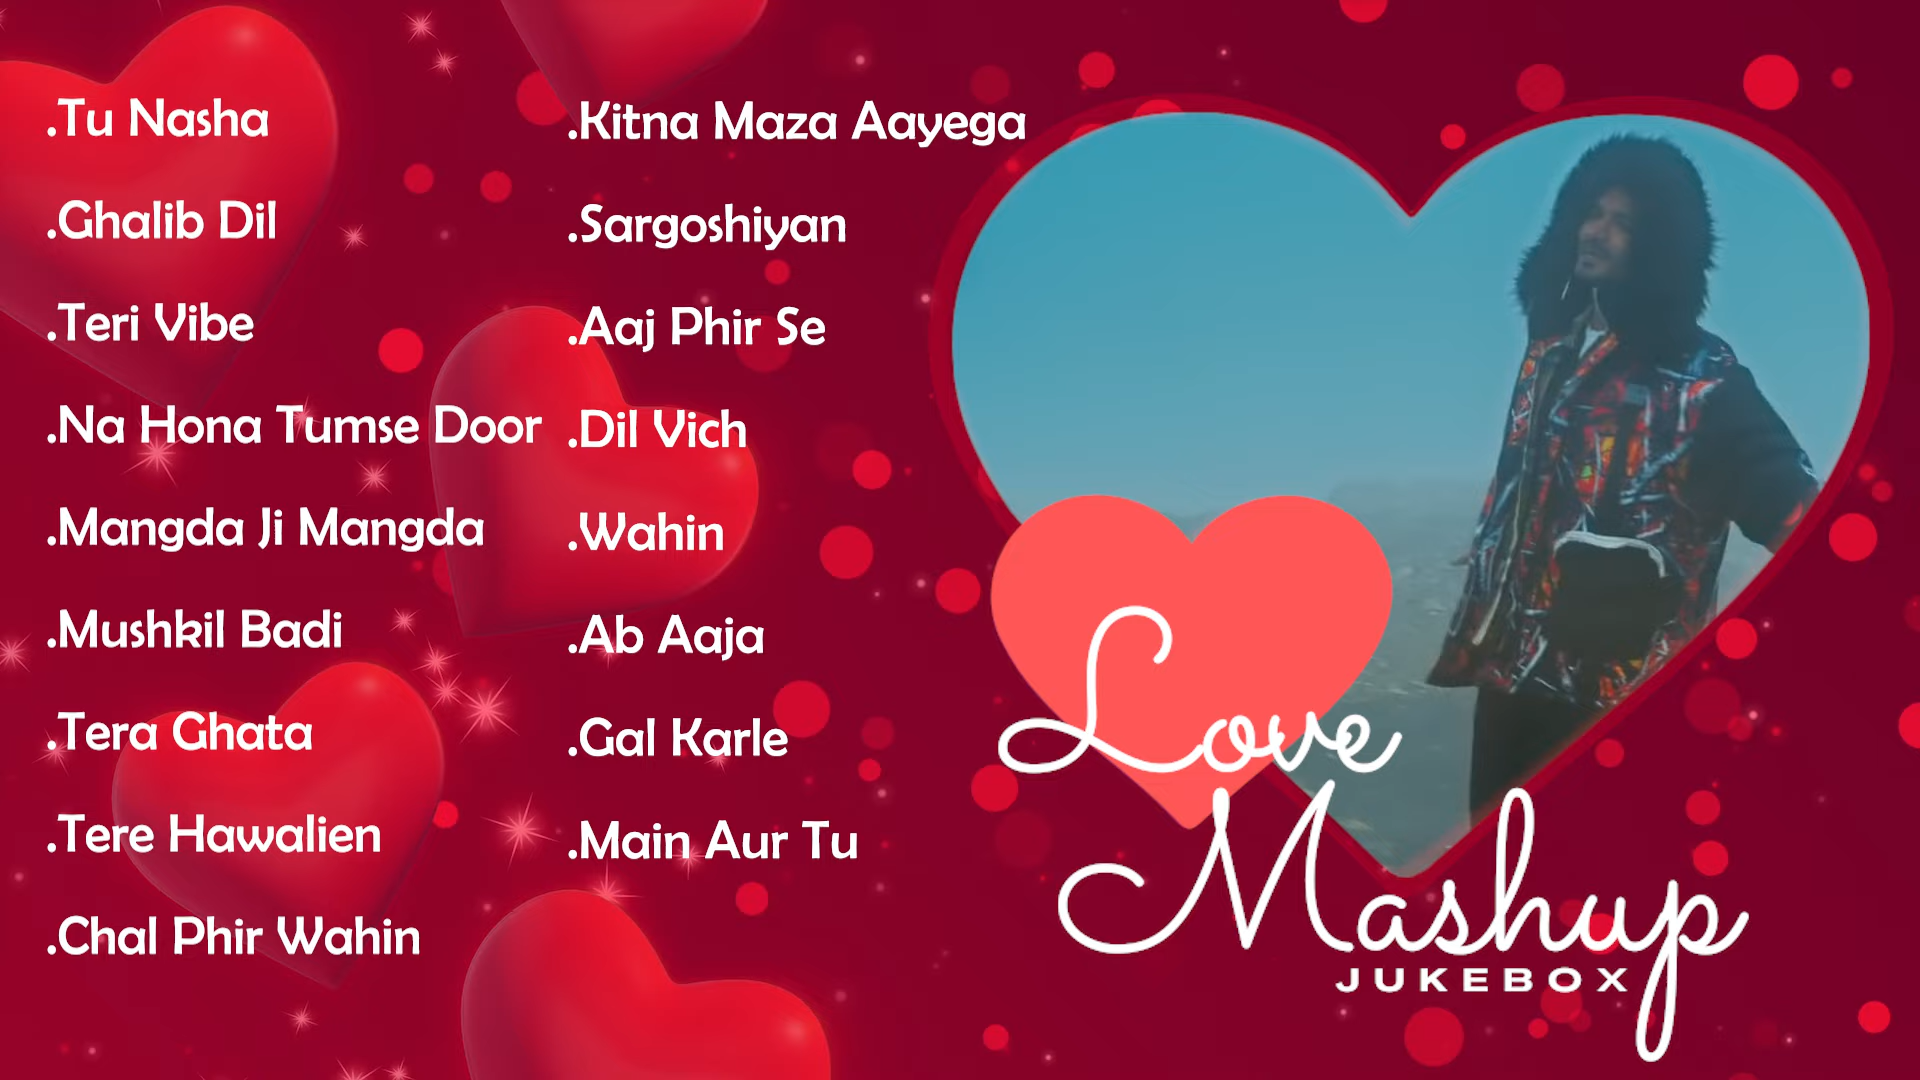 .Tu Nasha
.Ghalib Dil
.Teri Vibe
.Na Hona Tumse Door
.Mangda Ji Mangda
.Mushkil Badi
.Tera Ghata
.Tere Hawalien
.Chal Phir Wahin
.Kitna Maza Aayega
.Sargoshiyan
.Aaj Phir Se
.Dil Vich
.Wahin
.Ab Aaja
.Gal Karle
.Main Aur Tu
Love
Mashup
JUKEBOX